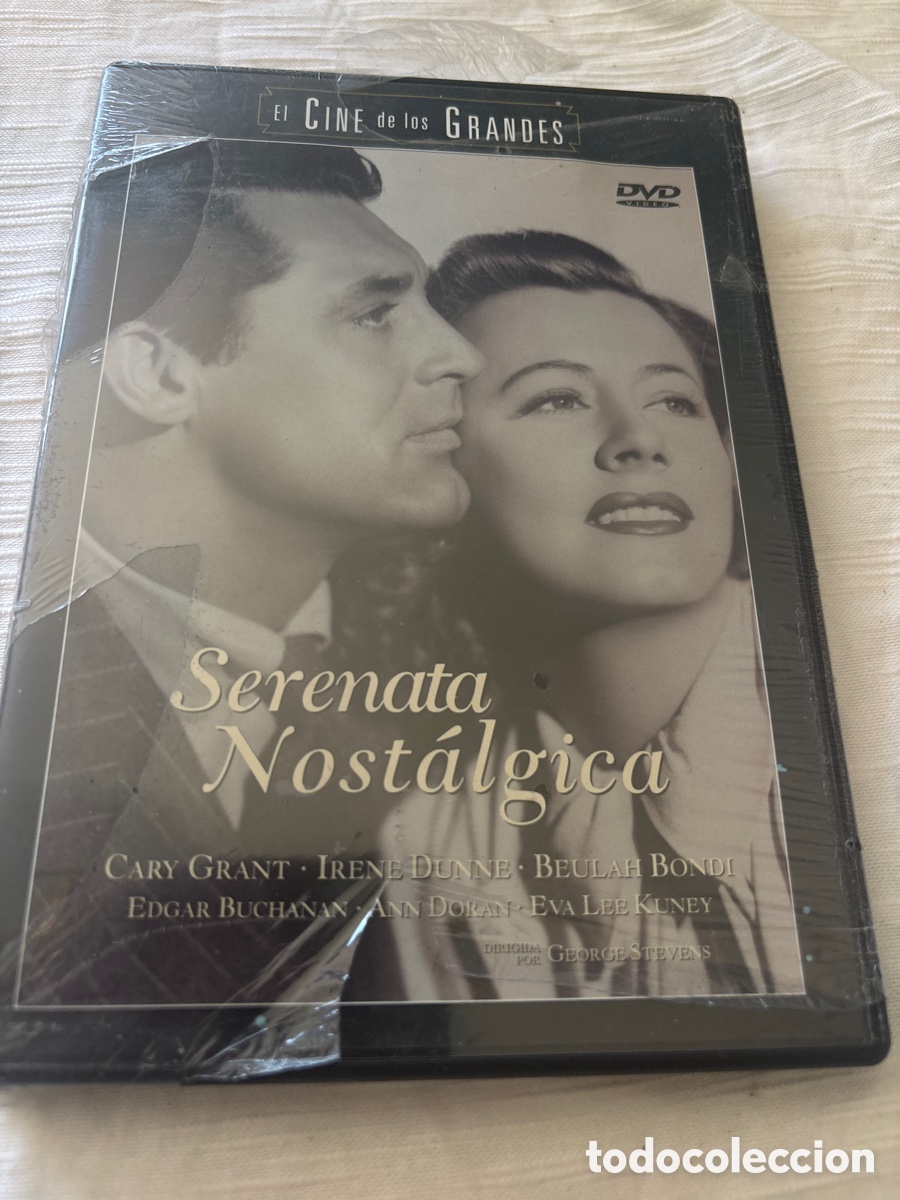 El CINE de los GRANDES
DVD
VIDEO
Serenata
Nostálgica
CARY GRANT · IRENE DUNNE · BEULAH BONDI
EDGAR BUCHANAN · ANN DORAN · EVA LEE KUNEY
DIRIGIDA
POR GEORGE STEVENS
todocoleccion